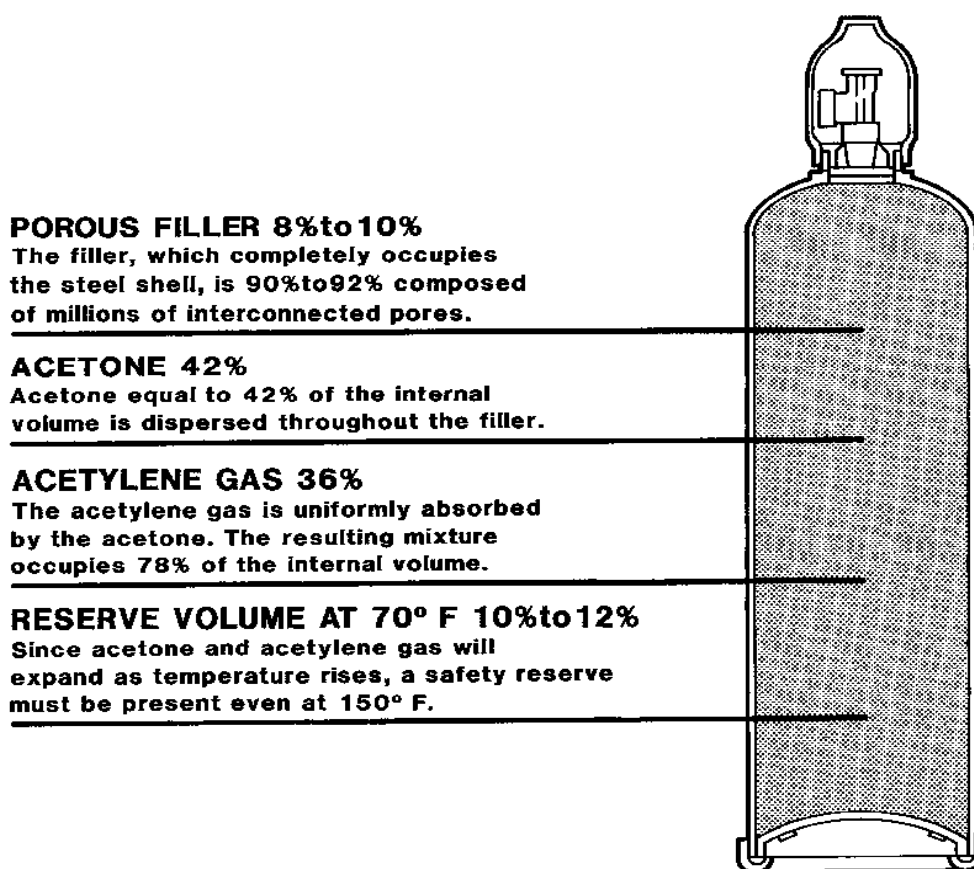 POROUS FILLER 8%to10%
The filler, which completely occupies
the steel shell, is 90%to92% composed
of millions of interconnected pores.
ACETONE 42%
Acetone equal to 42% of the internal
volume is dispersed throughout the filler.
ACETYLENE GAS 36%
The acetylene gas is uniformly absorbed
by the acetone. The resulting mixture
occupies 78% of the internal volume.
RESERVE VOLUME AT 70° F 10%to12%
Since acetone and acetylene gas will
expand as temperature rises, a safety reserve
must be present even at 150° F.